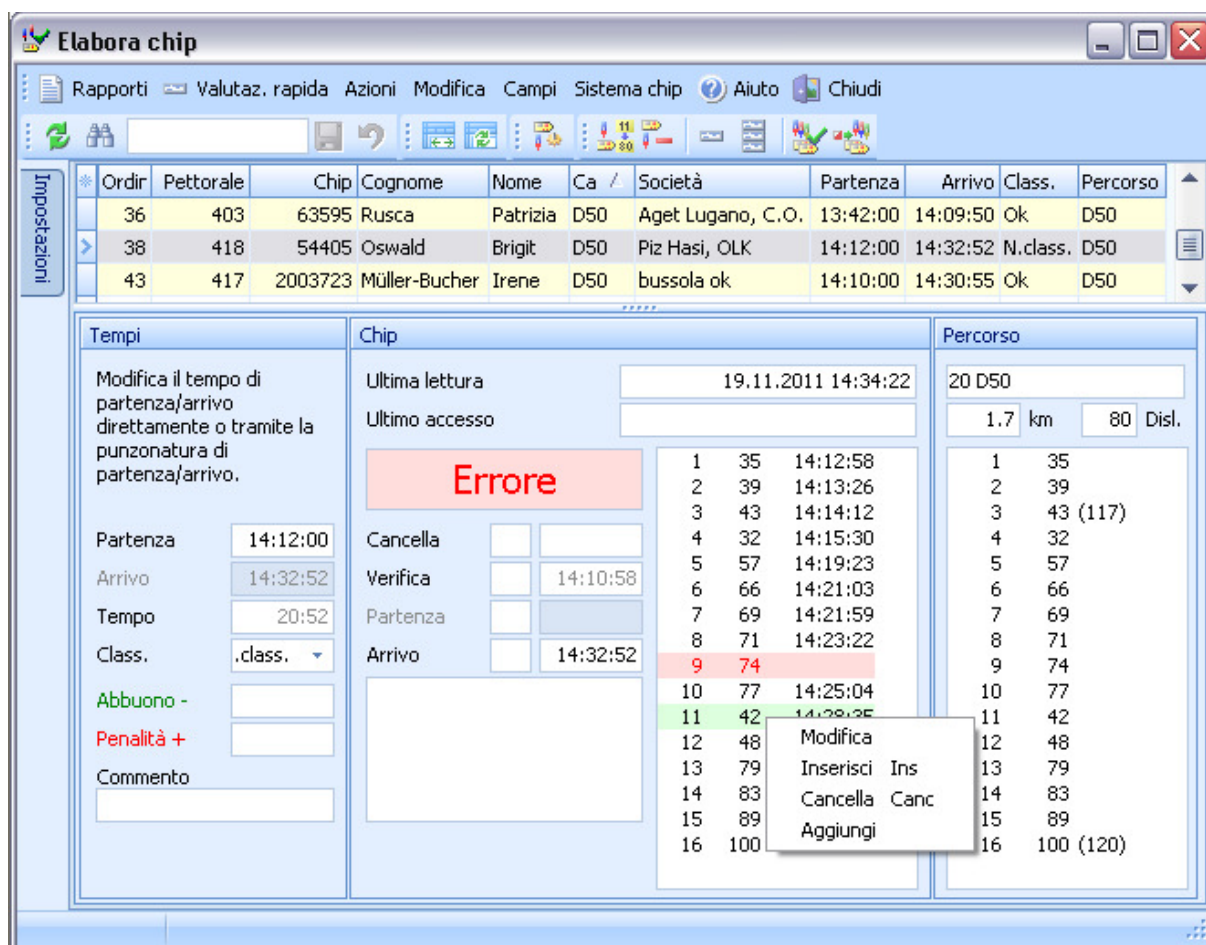 Elabora chip
Rapporti Valutaz. rapida Azioni Modifica Campi Sistema chip Aiuto Chiudi
11
80
Impostazioni
Ordir Pettorale Chip Cognome Nome Ca Società Partenza Arrivo Class. Percorso
36 403 63595 Rusca Patrizia D50 Aget Lugano, C.O. 13:42:00 14:09:50 Ok D50
38 418 54405 Oswald Brigit D50 Piz Hasi, OLK 14:12:00 14:32:52 N.class. D50
43 417 2003723 Müller-Bucher Irene D50 bussola ok 14:10:00 14:30:55 Ok D50
Tempi
Modifica il tempo di
partenza/arrivo
direttamente o tramite la
punzonatura di
partenza/arrivo.
Partenza 14:12:00
Arrivo 14:32:52
Tempo 20:52
Class. .class.
Abbuono -
Penalità +
Commento
Chip
Ultima lettura 19.11.2011 14:34:22
Ultimo accesso
Errore
Cancella
Verifica 14:10:58
Partenza
Arrivo 14:32:52
1 35 14:12:58
2 39 14:13:26
3 43 14:14:12
4 32 14:15:30
5 57 14:19:23
6 66 14:21:03
7 69 14:21:59
8 71 14:23:22
9 74
10 77 14:25:04
11 42 14:28:35
12 48
13 79
14 83
15 89
16 100
Modifica
Inserisci Ins
Cancella Canc
Aggiungi
Percorso
20 D50
1.7 km 80 Disl.
1 35
2 39
3 43 (117)
4 32
5 57
6 66
7 69
8 71
9 74
10 77
11 42
12 48
13 79
14 83
15 89
16 100 (120)